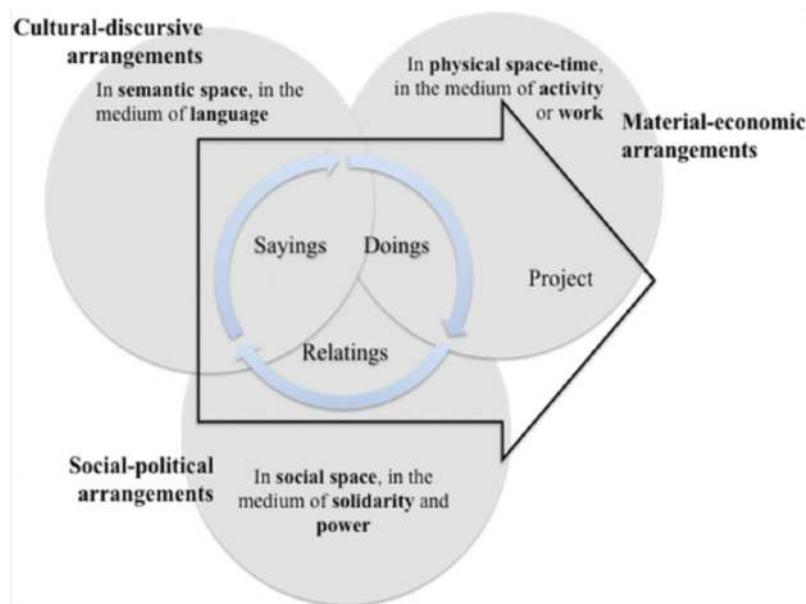 Cultural-discursive
arrangements
In semantic space, in the
medium of language
In physical space-time,
in the medium of activity
or work
Material-economic
arrangements
Sayings
Doings
Project
Relatings
Social-political
arrangements
In social space, in the
medium of solidarity and
power